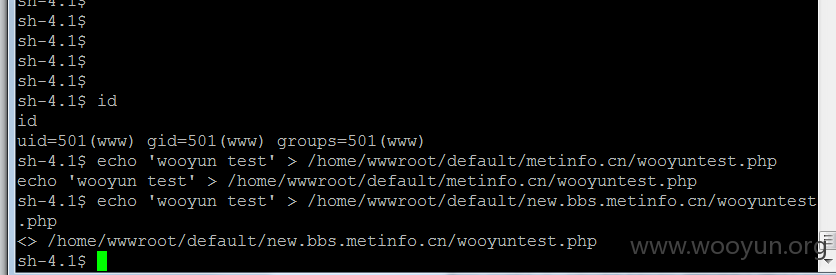 sh-4.1$
sh-4.1$
sh-4.1$
sh-4.1$
sh-4.1$
sh-4.1$ id
id
uid=501(www) gid=501(www) groups=501(www)
sh-4.1$ echo 'wooyun test' > /home/wwwroot/default/metinfo.cn/wooyuntest.php
echo 'wooyun test' > /home/wwwroot/default/metinfo.cn/wooyuntest.php
sh-4.1$ echo 'wooyun test' > /home/wwwroot/default/new.bbs.metinfo.cn/wooyuntest
.php
<> /home/wwwroot/default/new.bbs.metinfo.cn/wooyuntest.php
sh-4.1$
www.wooyun.org